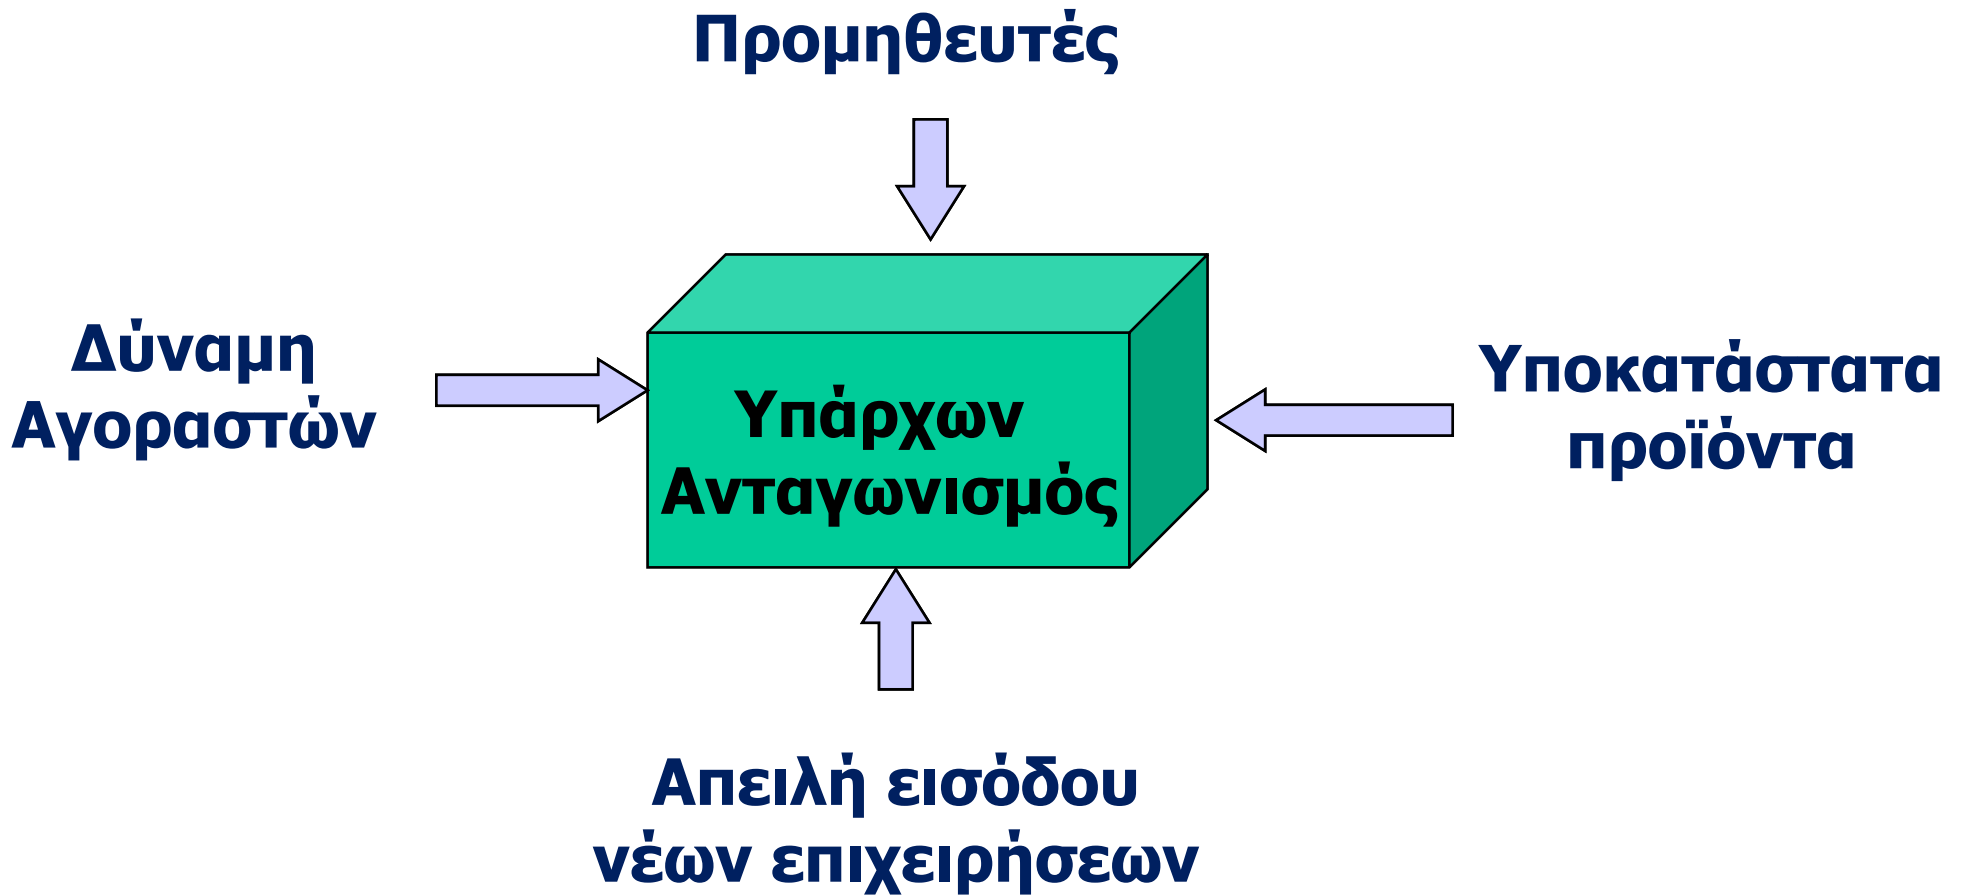 Προμηθευτές
Δύναμη
Αγοραστών
Υπάρχων
Ανταγωνισμός
Υποκατάστατα
προϊόντα
Απειλή εισόδου
νέων επιχειρήσεων